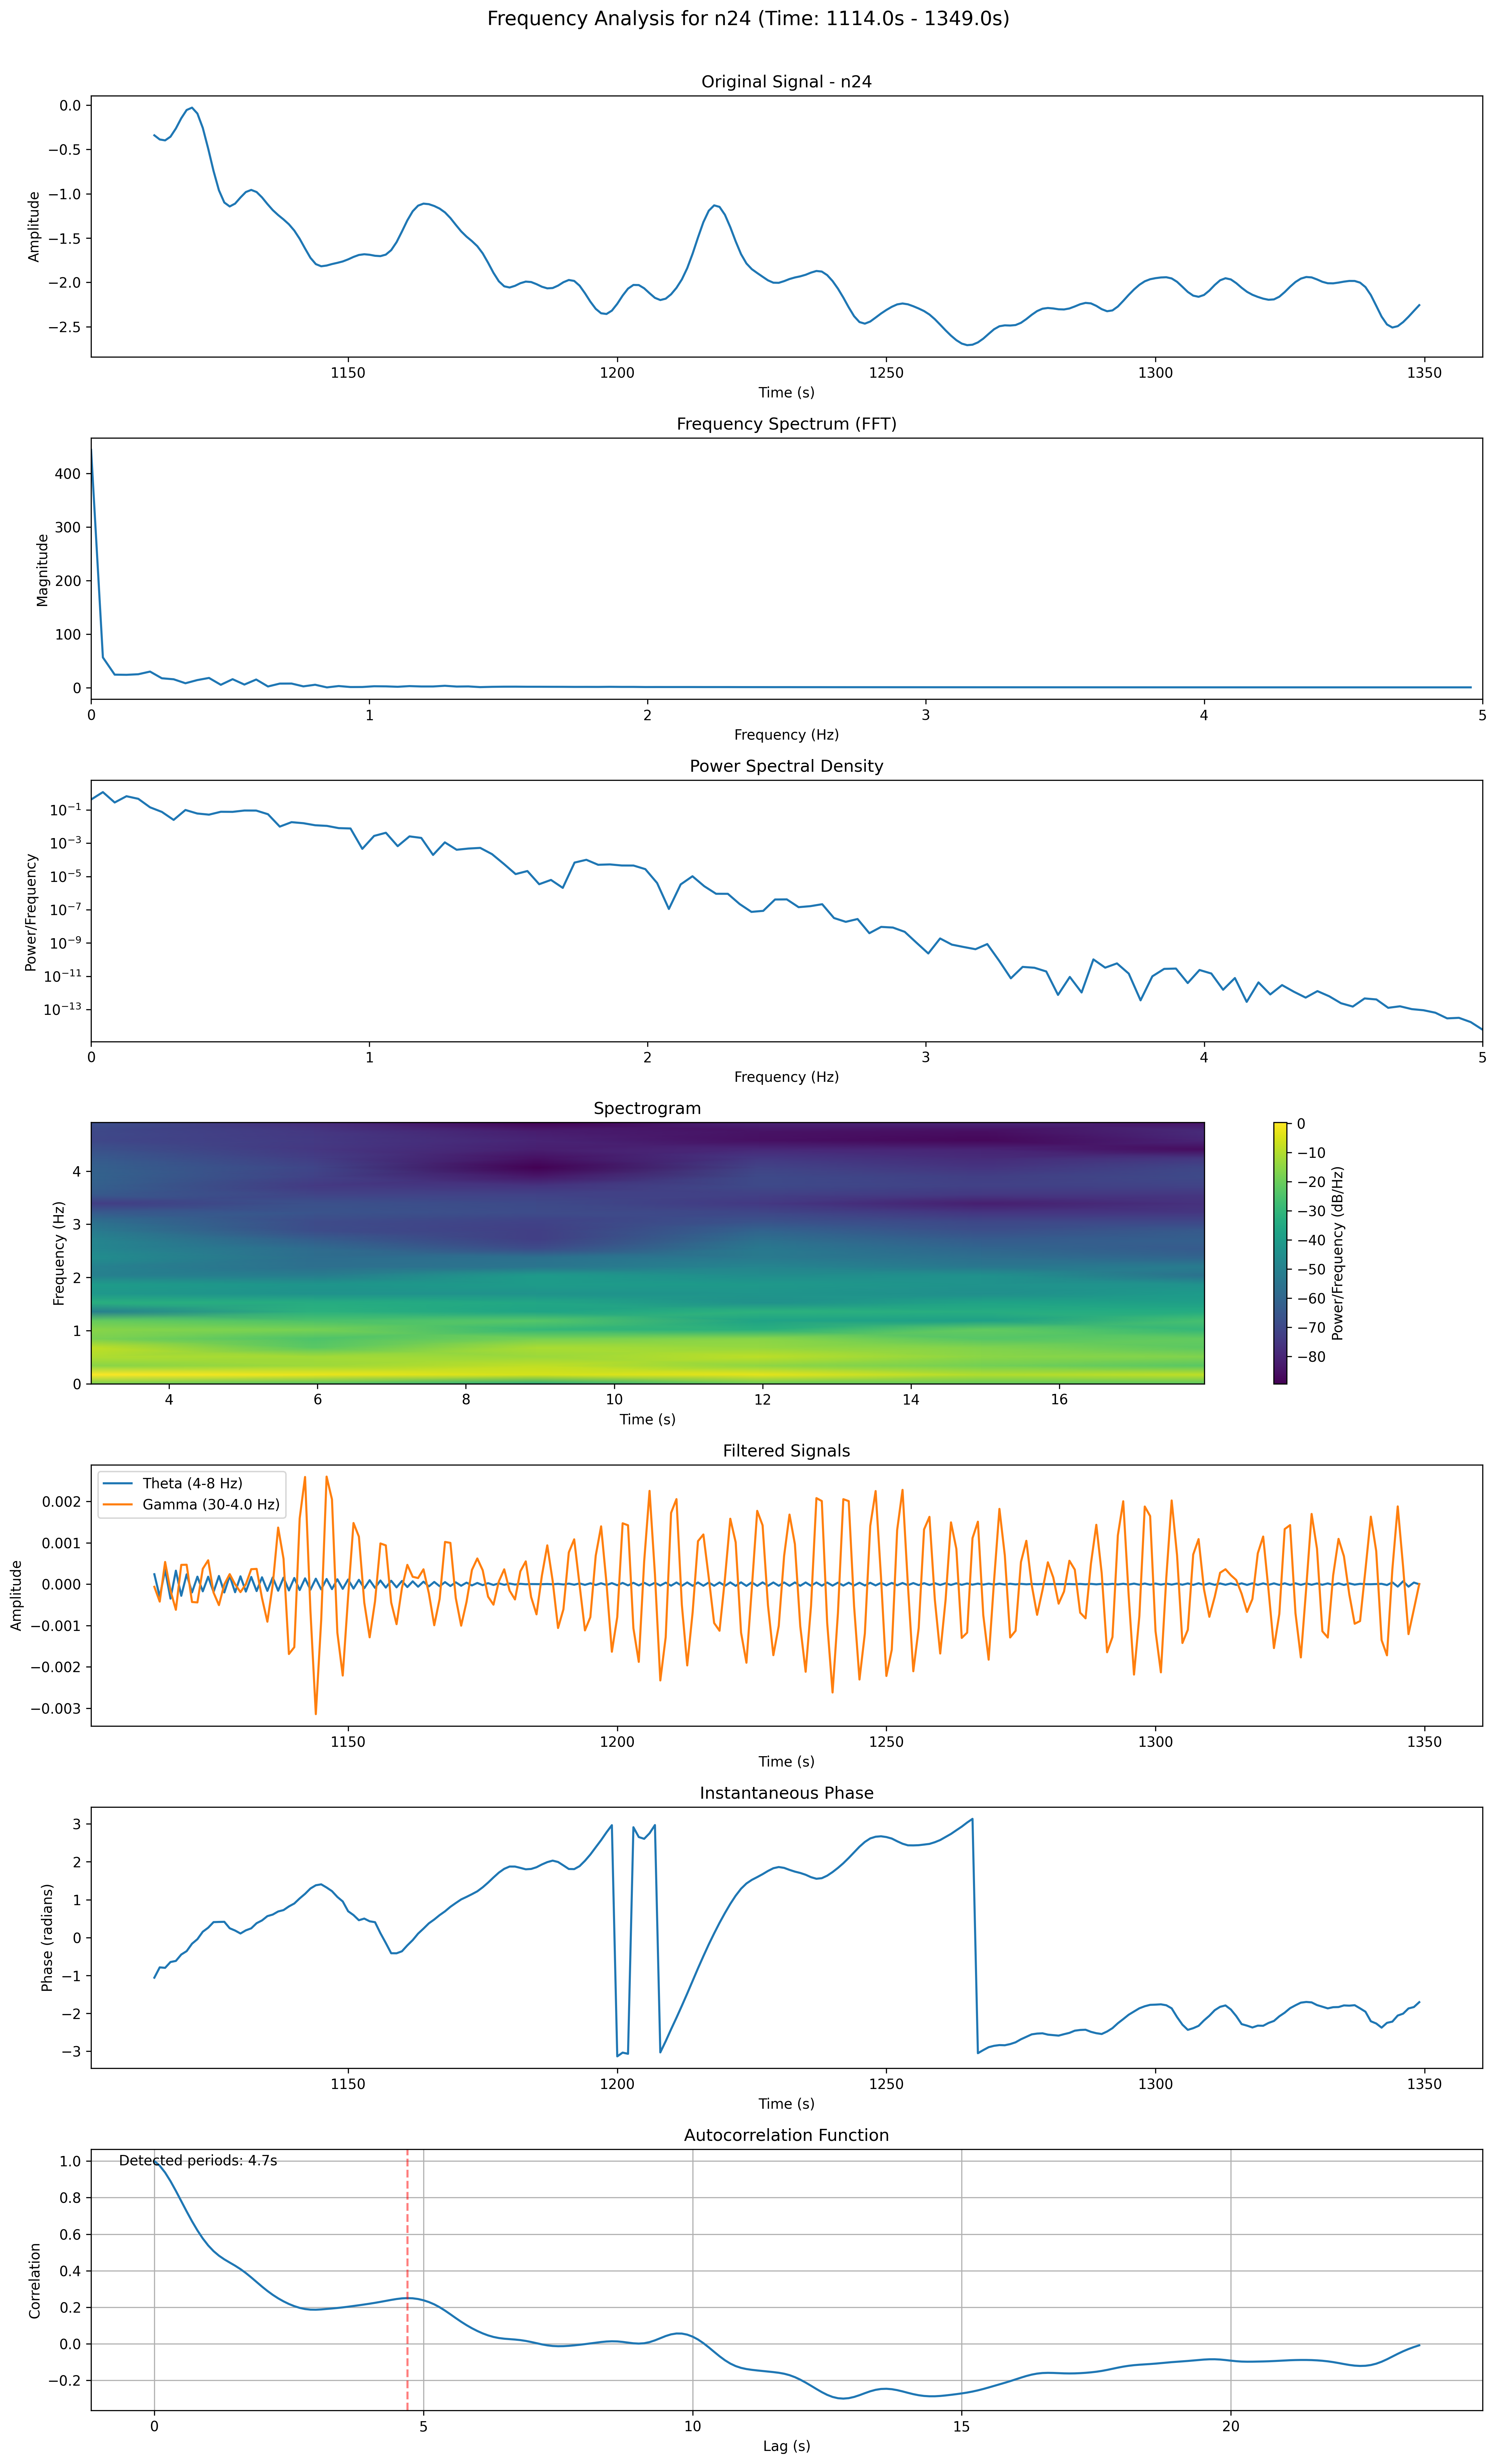 Frequency Analysis for n24 (Time: 1114.0s - 1349.0s)
Original Signal - n24
Amplitude
0.0
−0.5
−1.0
−1.5
−2.0
−2.5
1150 1200 1250 1300 1350
Time (s)
Frequency Spectrum (FFT)
Magnitude
400
300
200
100
0
0 1 2 3 4 5
Frequency (Hz)
Power Spectral Density
Power/Frequency
10⁻¹
10⁻³
10⁻⁵
10⁻⁷
10⁻⁹
10⁻¹¹
10⁻¹³
0 1 2 3 4 5
Frequency (Hz)
Spectrogram
Frequency (Hz)
4
3
2
1
0
4 6 8 10 12 14 16
Time (s)
0
−10
−20
−30
−40
−50
−60
−70
−80
Power/Frequency (dB/Hz)
Filtered Signals
Theta (4-8 Hz)
Gamma (30-4.0 Hz)
Amplitude
0.002
0.001
0.000
−0.001
−0.002
−0.003
1150 1200 1250 1300 1350
Time (s)
Instantaneous Phase
Phase (radians)
3
2
1
0
−1
−2
−3
1150 1200 1250 1300 1350
Time (s)
Autocorrelation Function
Detected periods: 4.7s
Correlation
1.0
0.8
0.6
0.4
0.2
0.0
−0.2
0 5 10 15 20
Lag (s)